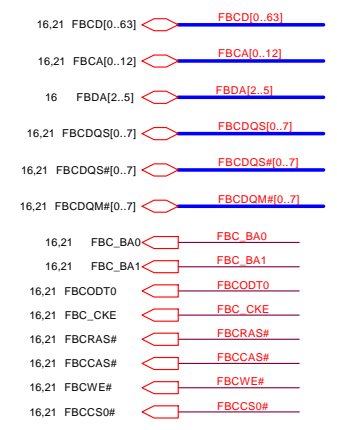 16,21 FBCD[0..63] FBCD[0..63]
16,21 FBCA[0..12] FBCA[0..12]
16 FBDA[2..5] FBDA[2..5]
16,21 FBCDQS[0..7] FBCDQS[0..7]
16,21 FBCDQS#[0..7] FBCDQS#[0..7]
16,21 FBCDQM#[0..7] FBCDQM#[0..7]
16,21 FBC_BA0 FBC_BA0
16,21 FBC_BA1 FBC_BA1
16,21 FBCODT0 FBCODT0
16,21 FBC_CKE FBC_CKE
16,21 FBCRAS# FBCRAS#
16,21 FBCCAS# FBCCAS#
16,21 FBCWE# FBCWE#
16,21 FBCCS0# FBCCS0#